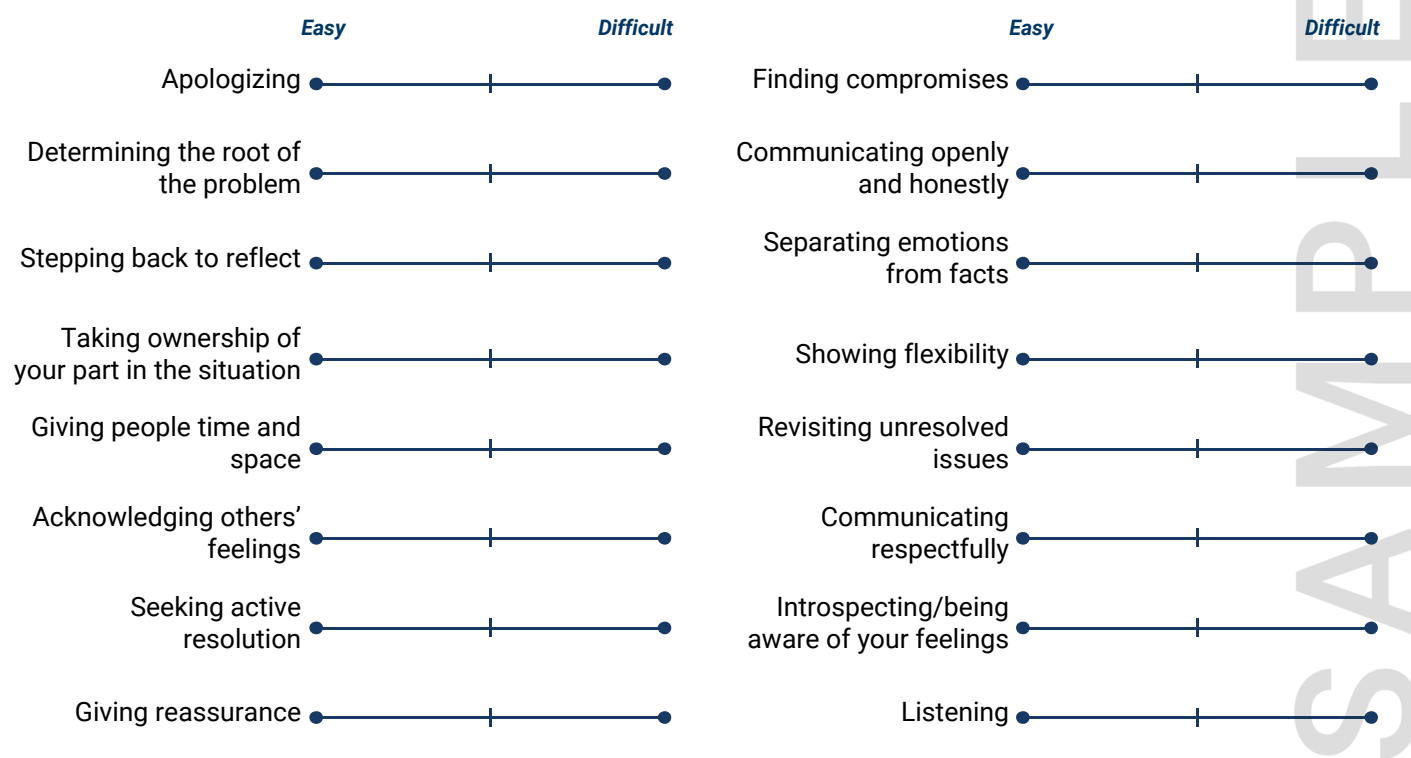 Easy Difficult
Apologizing
Determining the root of
the problem
Stepping back to reflect
Taking ownership of
your part in the situation
Giving people time and
space
Acknowledging others’
feelings
Seeking active
resolution
Giving reassurance
Easy Difficult
Finding compromises
Communicating openly
and honestly
Separating emotions
from facts
Showing flexibility
Revisiting unresolved
issues
Communicating
respectfully
Introspecting/being
aware of your feelings
Listening
SAMPLE